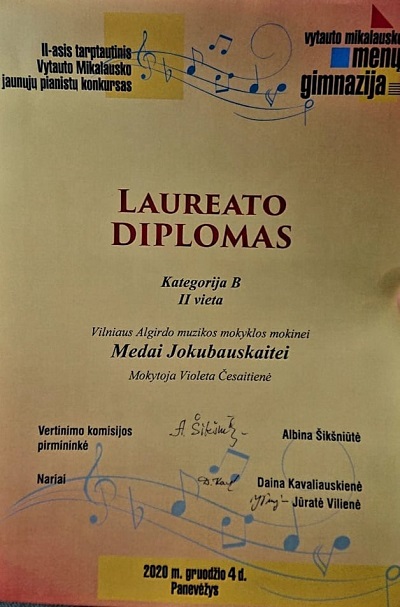 II-asis tarptautinis
Vytauto Mikalausko
jaunųjų pianistų konkursas
vytauto mikalausko
menų
gimnazija
LAUREATO
DIPLOMAS
Kategorija B
II vieta
Vilniaus Algirdo muzikos mokyklos mokinei
Medai Jokubauskaitei
Mokytoja Violeta Česaitienė
Vertinimo komisijos
pirmininkė
A Šikšniūtė
Albina Šikšniūtė
Nariai
D. Kav
Daina Kavaliauskienė
Jūratė Vilienė
2020 m. gruodžio 4 d.
Panevėžys